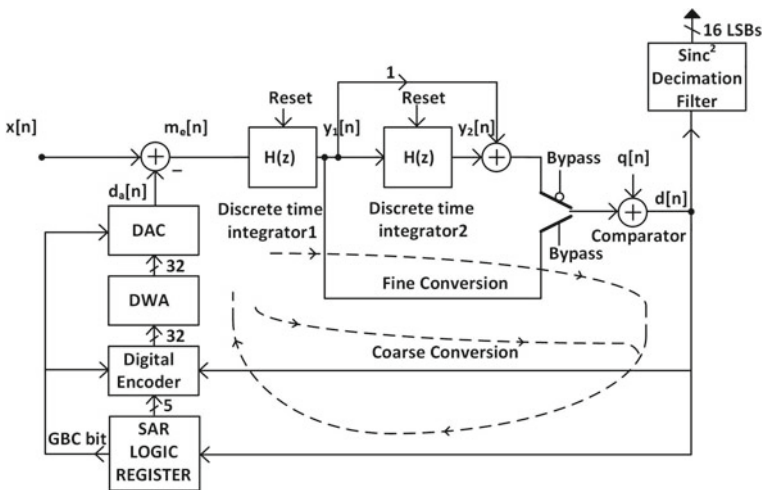 16 LSBs
Sinc²
Decimation
Filter
1
Reset
Reset
x[n]
mₑ[n]
y₁[n]
y₂[n]
H(z)
H(z)
Bypass
q[n]
d[n]
−
dₐ[n]
Discrete time
integrator1
Discrete time
integrator2
Comparator
Bypass
DAC
32
Fine Conversion
DWA
32
Digital
Encoder
Coarse Conversion
5
GBC bit
SAR
LOGIC
REGISTER